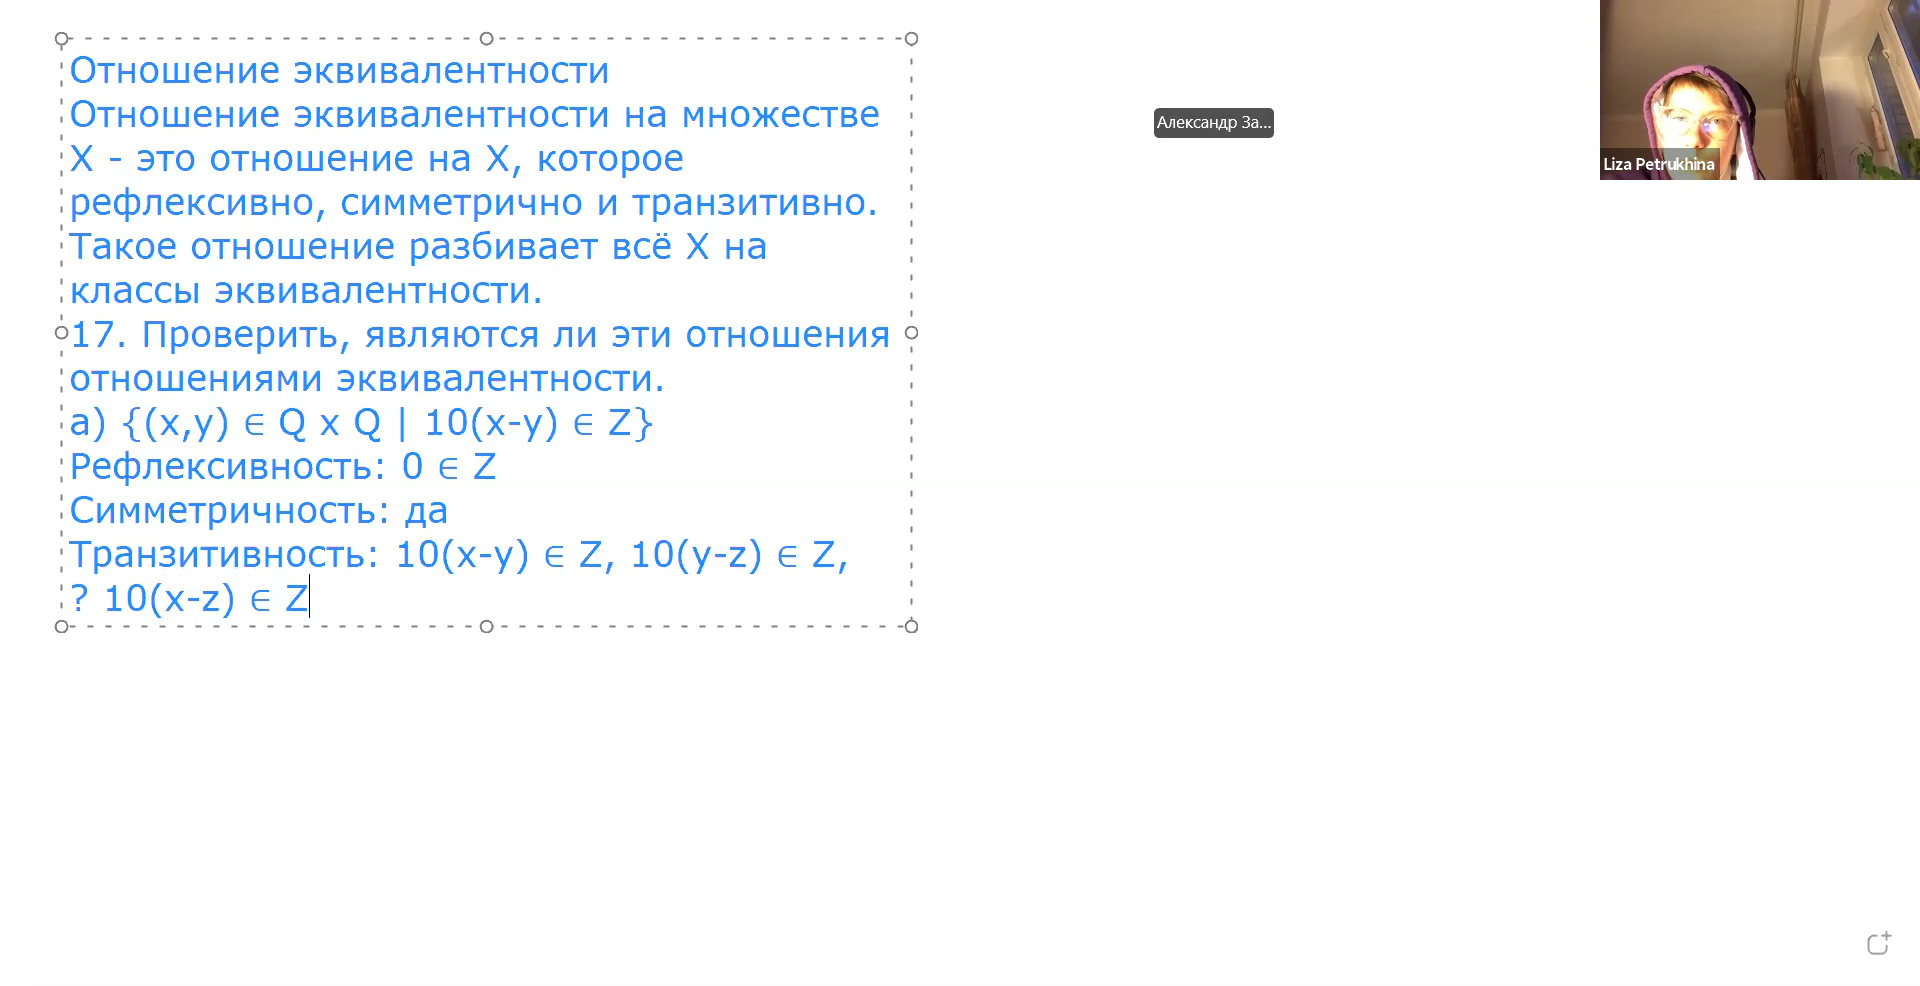 Отношение эквивалентности
Отношение эквивалентности на множестве
X - это отношение на X, которое
рефлексивно, симметрично и транзитивно.
Такое отношение разбивает всё X на
классы эквивалентности.
17. Проверить, являются ли эти отношения
отношениями эквивалентности.
а) {(x,y) ∈ Q x Q | 10(x-y) ∈ Z}
Рефлексивность: 0 ∈ Z
Симметричность: да
Транзитивность: 10(x-y) ∈ Z, 10(y-z) ∈ Z,
? 10(x-z) ∈ Z
Александр За...
Liza Petrukhina